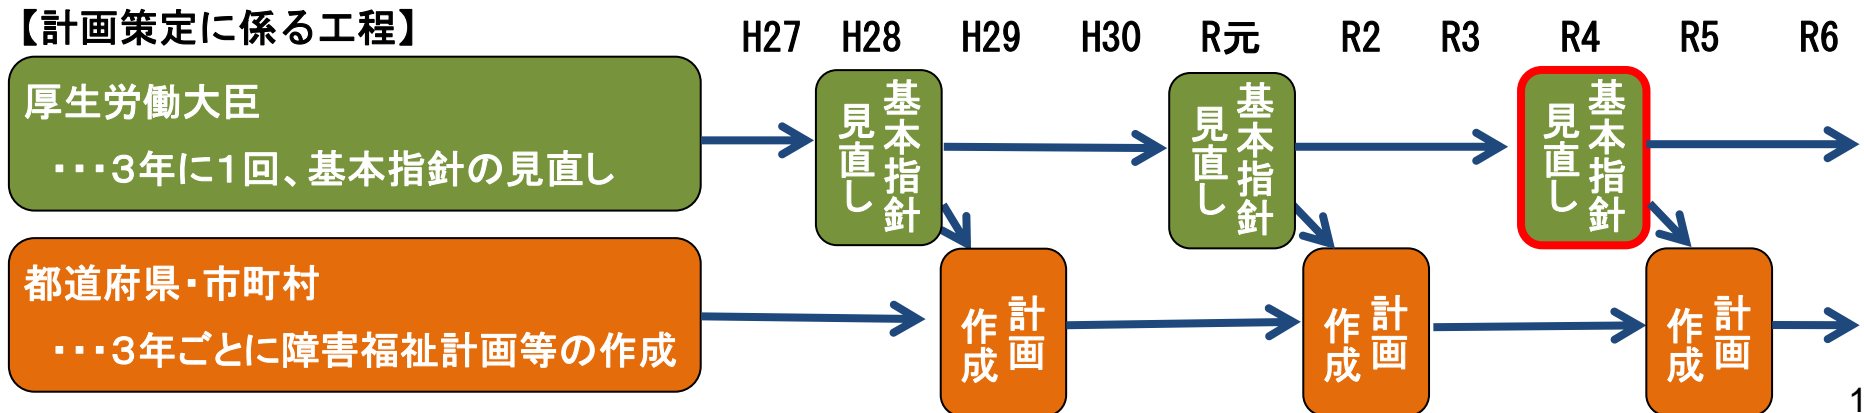 【計画策定に係る工程】
H27 H28 H29 H30 R元 R2 R3 R4 R5 R6
厚生労働大臣
・・・３年に１回、基本指針の見直し
基本指針
見直し
基本指針
見直し
基本指針
見直し
都道府県・市町村
・・・３年ごとに障害福祉計画等の作成
計画
作成
計画
作成
計画
作成
1